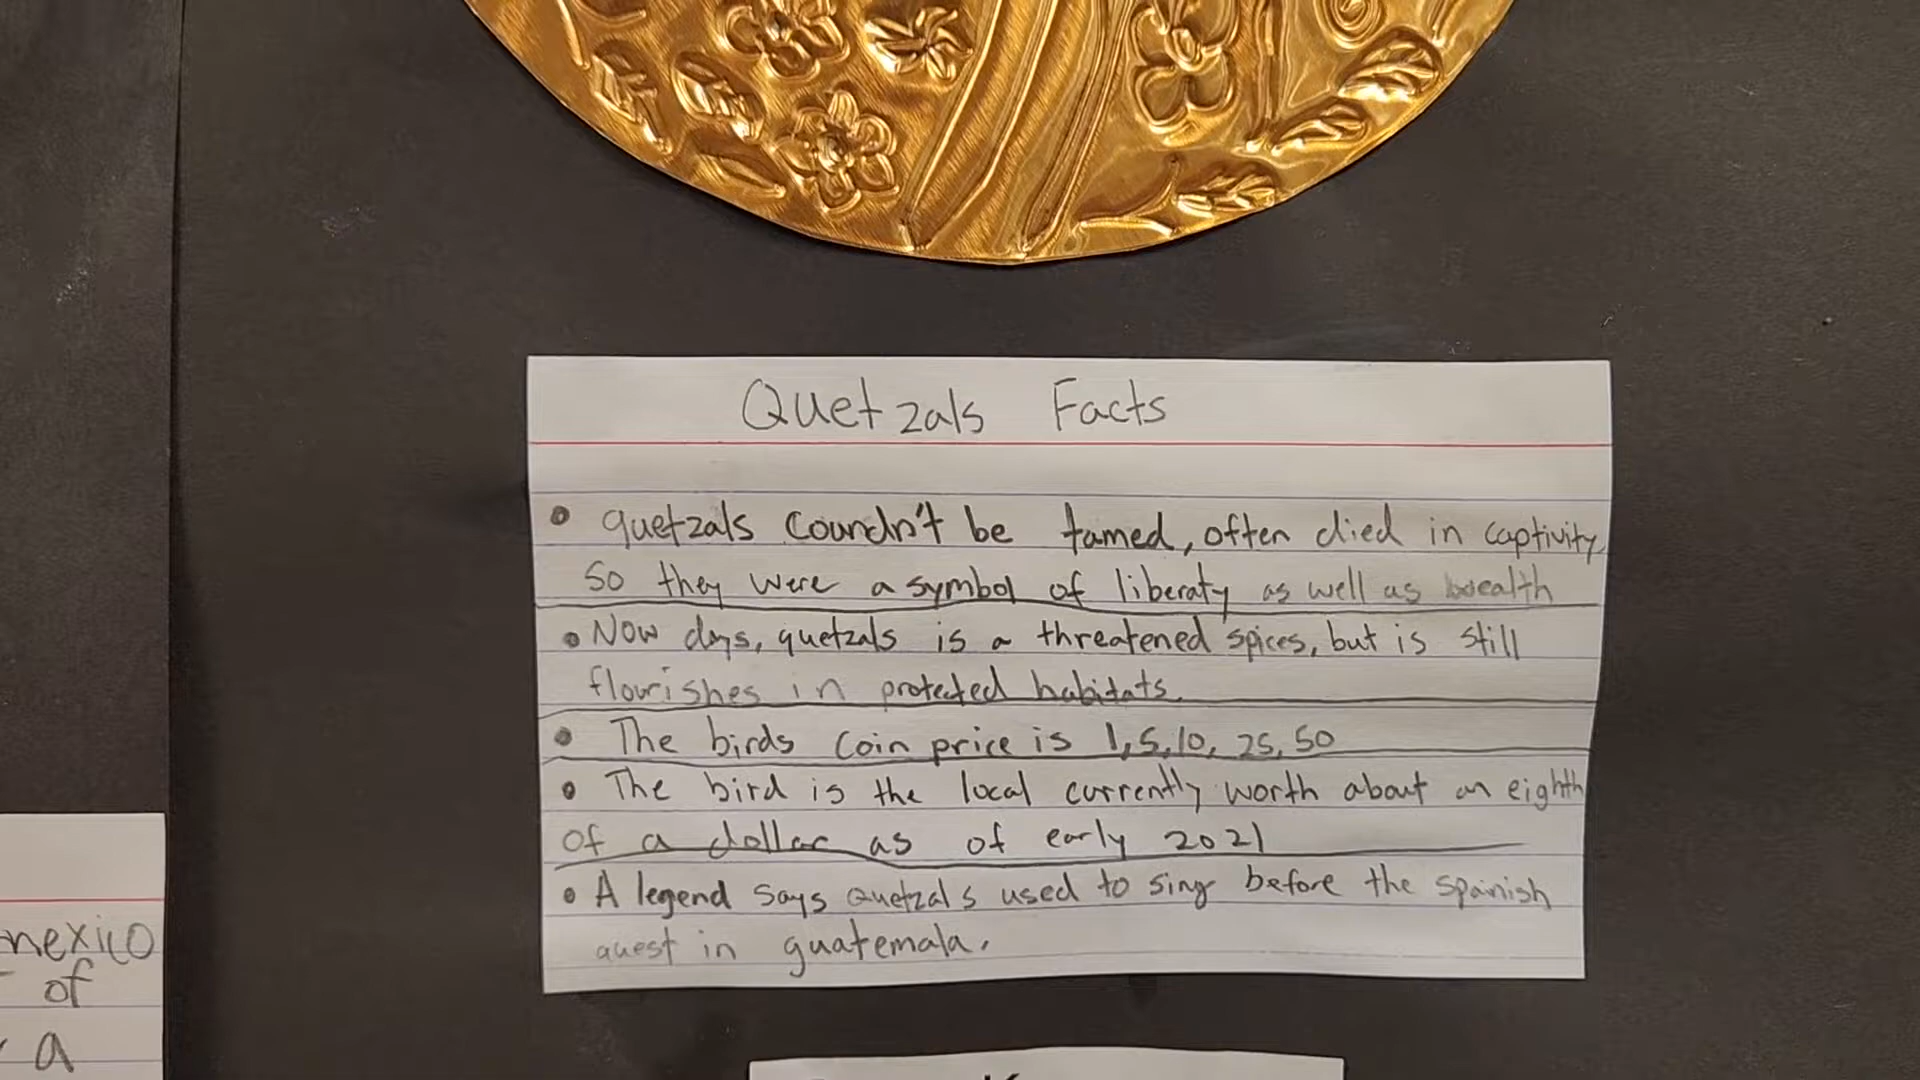 Quetzals Facts
• quetzals coundn't be tamed, often died in captivity
So they were a symbol of liberaty as well as wealth
• Now days, quetzals is a threatened spices, but is still
flourishes in protected habitats.
• The birds coin price is 1, 5, 10, 25, 50
• The bird is the local currently worth about an eighth
of a dollar as of early 2021
• A legend says Quetzals used to sing before the spainish
quest in guatemala.
mexico
of
a